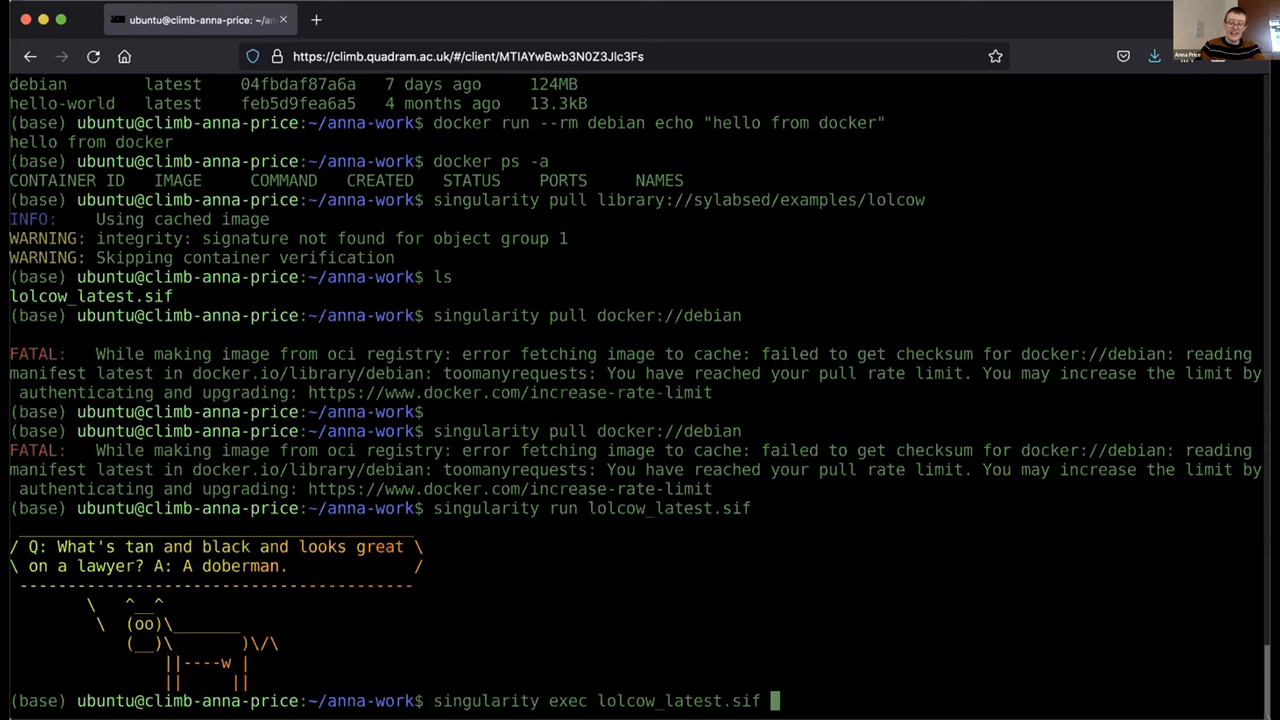 ubuntu@climb-anna-price: ~/an
https://climb.quadram.ac.uk/#/client/MTIAYwBwb3N0Z3Jlc3Fs
Anna Price
debian       latest    04fbdaf87a6a   7 days ago     124MB
hello-world   latest    feb5d9fea6a5   4 months ago   13.3kB
(base) ubuntu@climb-anna-price:~/anna-work$ docker run --rm debian echo "hello from docker"
hello from docker
(base) ubuntu@climb-anna-price:~/anna-work$ docker ps -a
CONTAINER ID   IMAGE     COMMAND   CREATED   STATUS    PORTS     NAMES
(base) ubuntu@climb-anna-price:~/anna-work$ singularity pull library://sylabsed/examples/lolcow
INFO:    Using cached image
WARNING: integrity: signature not found for object group 1
WARNING: Skipping container verification
(base) ubuntu@climb-anna-price:~/anna-work$ ls
lolcow_latest.sif
(base) ubuntu@climb-anna-price:~/anna-work$ singularity pull docker://debian
FATAL:   While making image from oci registry: error fetching image to cache: failed to get checksum for docker://debian: reading
manifest latest in docker.io/library/debian: toomanyrequests: You have reached your pull rate limit. You may increase the limit by
authenticating and upgrading: https://www.docker.com/increase-rate-limit
(base) ubuntu@climb-anna-price:~/anna-work$
(base) ubuntu@climb-anna-price:~/anna-work$ singularity pull docker://debian
FATAL:   While making image from oci registry: error fetching image to cache: failed to get checksum for docker://debian: reading
manifest latest in docker.io/library/debian: toomanyrequests: You have reached your pull rate limit. You may increase the limit by
authenticating and upgrading: https://www.docker.com/increase-rate-limit
(base) ubuntu@climb-anna-price:~/anna-work$ singularity run lolcow_latest.sif
 _________________________________________
/ Q: What's tan and black and looks great \
\ on a lawyer? A: A doberman.             /
 -----------------------------------------
        \   ^__^
         \  (oo)\_______
            (__)\       )\/\
                ||----w |
                ||     ||
(base) ubuntu@climb-anna-price:~/anna-work$ singularity exec lolcow_latest.sif